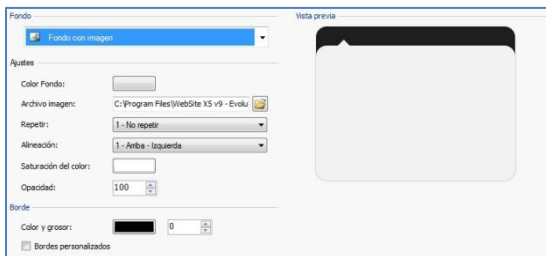 Fondo
Vista previa
Fondo con imagen
Ajustes
Color Fondo:
Archivo imagen: C:\Program Files\WebSite X5 v9 - Evolu
Repetir: 1 - No repetir
Alineación: 1 - Arriba - Izquierda
Saturación del color:
Opacidad: 100
Borde
Color y grosor: 0
Bordes personalizados